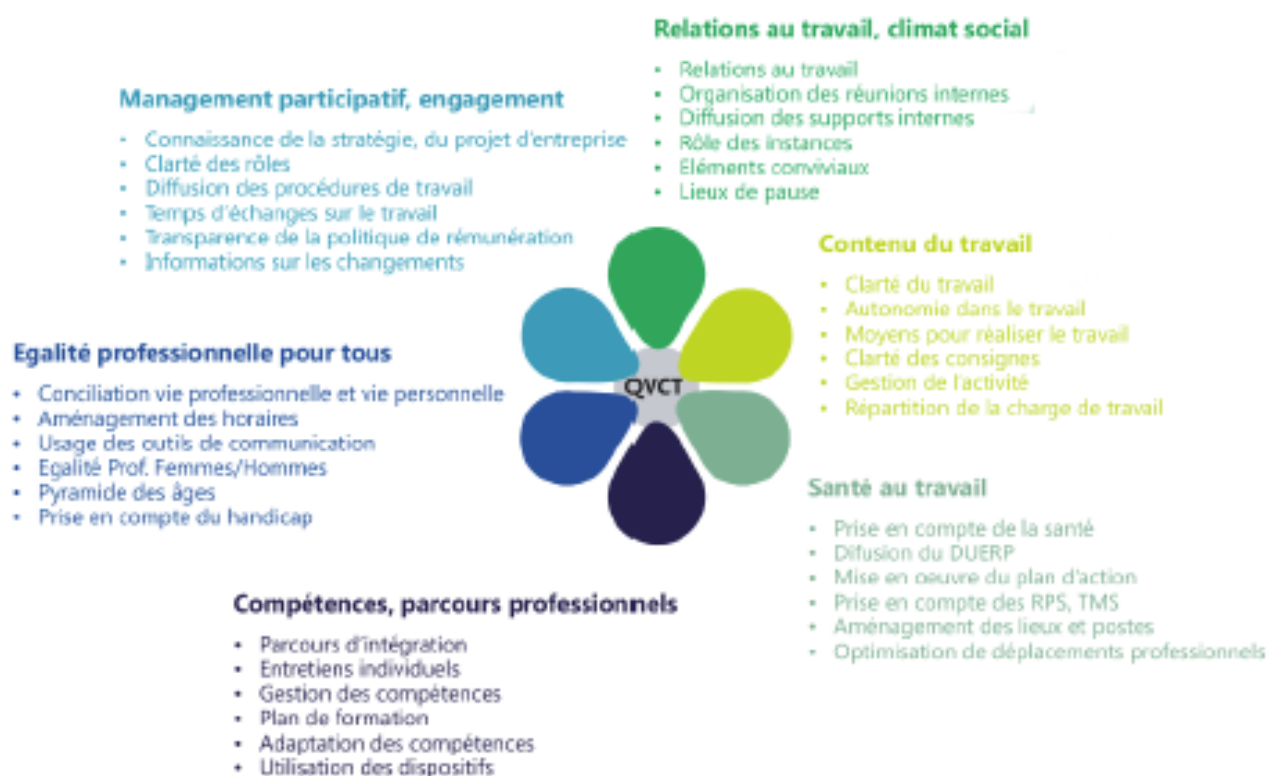 Relations au travail, climat social
• Relations au travail
• Organisation des réunions internes
• Diffusion des supports internes
• Rôle des instances
• Eléments conviviaux
• Lieux de pause
Management participatif, engagement
• Connaissance de la stratégie, du projet d'entreprise
• Clarté des rôles
• Diffusion des procédures de travail
• Temps d'échanges sur le travail
• Transparence de la politique de rémunération
• Informations sur les changements
Contenu du travail
• Clarté du travail
• Autonomie dans le travail
• Moyens pour réaliser le travail
• Clarté des consignes
• Gestion de l'activité
• Répartition de la charge de travail
Egalité professionnelle pour tous
• Conciliation vie professionnelle et vie personnelle
• Aménagement des horaires
• Usage des outils de communication
• Egalité Prof. Femmes/Hommes
• Pyramide des âges
• Prise en compte du handicap
QVCT
Santé au travail
• Prise en compte de la santé
• Difusion du DUERP
• Mise en oeuvre du plan d'action
• Prise en compte des RPS, TMS
• Aménagement des lieux et postes
• Optimisation de déplacements professionnels
Compétences, parcours professionnels
• Parcours d'intégration
• Entretiens individuels
• Gestion des compétences
• Plan de formation
• Adaptation des compétences
• Utilisation des dispositifs